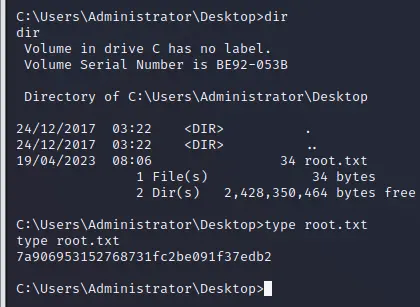 C:\Users\Administrator\Desktop>dir
dir
 Volume in drive C has no label.
 Volume Serial Number is BE92-053B

 Directory of C:\Users\Administrator\Desktop

24/12/2017  03:22    <DIR>          .
24/12/2017  03:22    <DIR>          ..
19/04/2023  08:06                34 root.txt
               1 File(s)             34 bytes
               2 Dir(s)   2,428,350,464 bytes free

C:\Users\Administrator\Desktop>type root.txt
type root.txt
7a906953152768731fc2be091f37edb2

C:\Users\Administrator\Desktop>